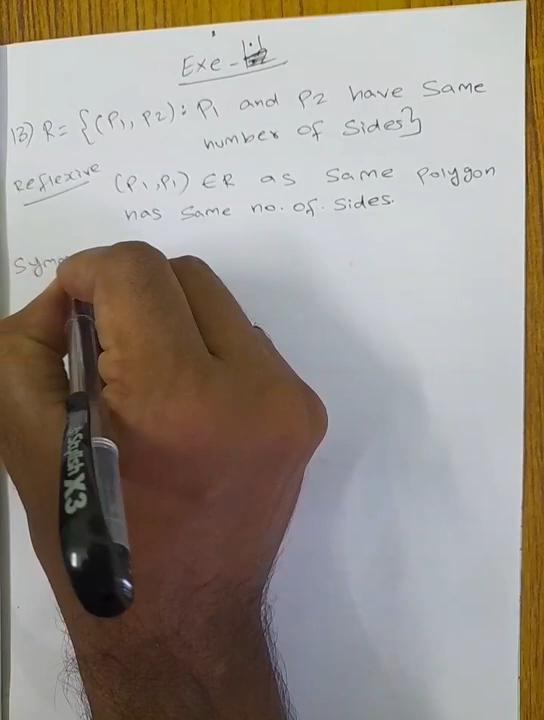 Exe -
13) R = {(P1, P2) : P1 and P2 have same
number of sides}
Reflexive (P1, P1) ∈ R as same polygon
has same no. of. sides.
Sym
X3